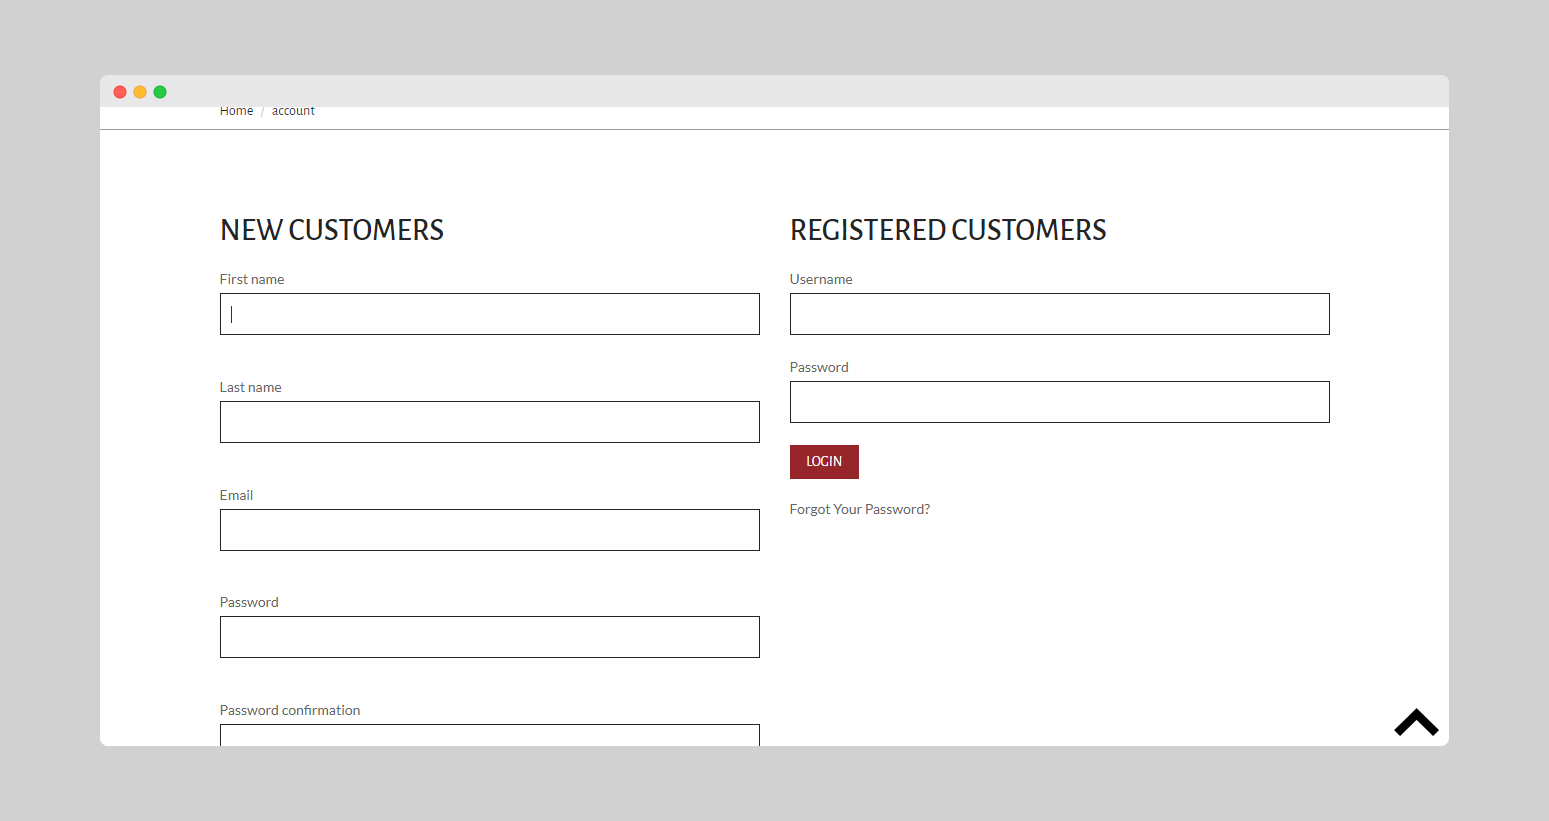 Home / account
NEW CUSTOMERS
First name
Last name
Email
Password
Password confirmation
REGISTERED CUSTOMERS
Username
Password
LOGIN
Forgot Your Password?